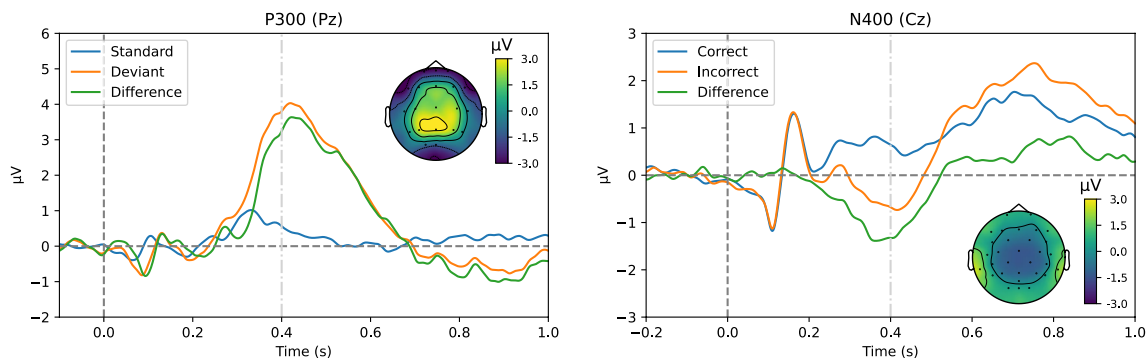 P300 (Pz)
6
5
4
3
2
1
0
−1
−2
µV
0.0
0.2
0.4
0.6
0.8
1.0
Time (s)
Standard
Deviant
Difference
µV
3.0
1.5
0.0
-1.5
-3.0
N400 (Cz)
3
2
1
0
−1
−2
−3
µV
−0.2
0.0
0.2
0.4
0.6
0.8
1.0
Time (s)
Correct
Incorrect
Difference
µV
3.0
1.5
0.0
-1.5
-3.0